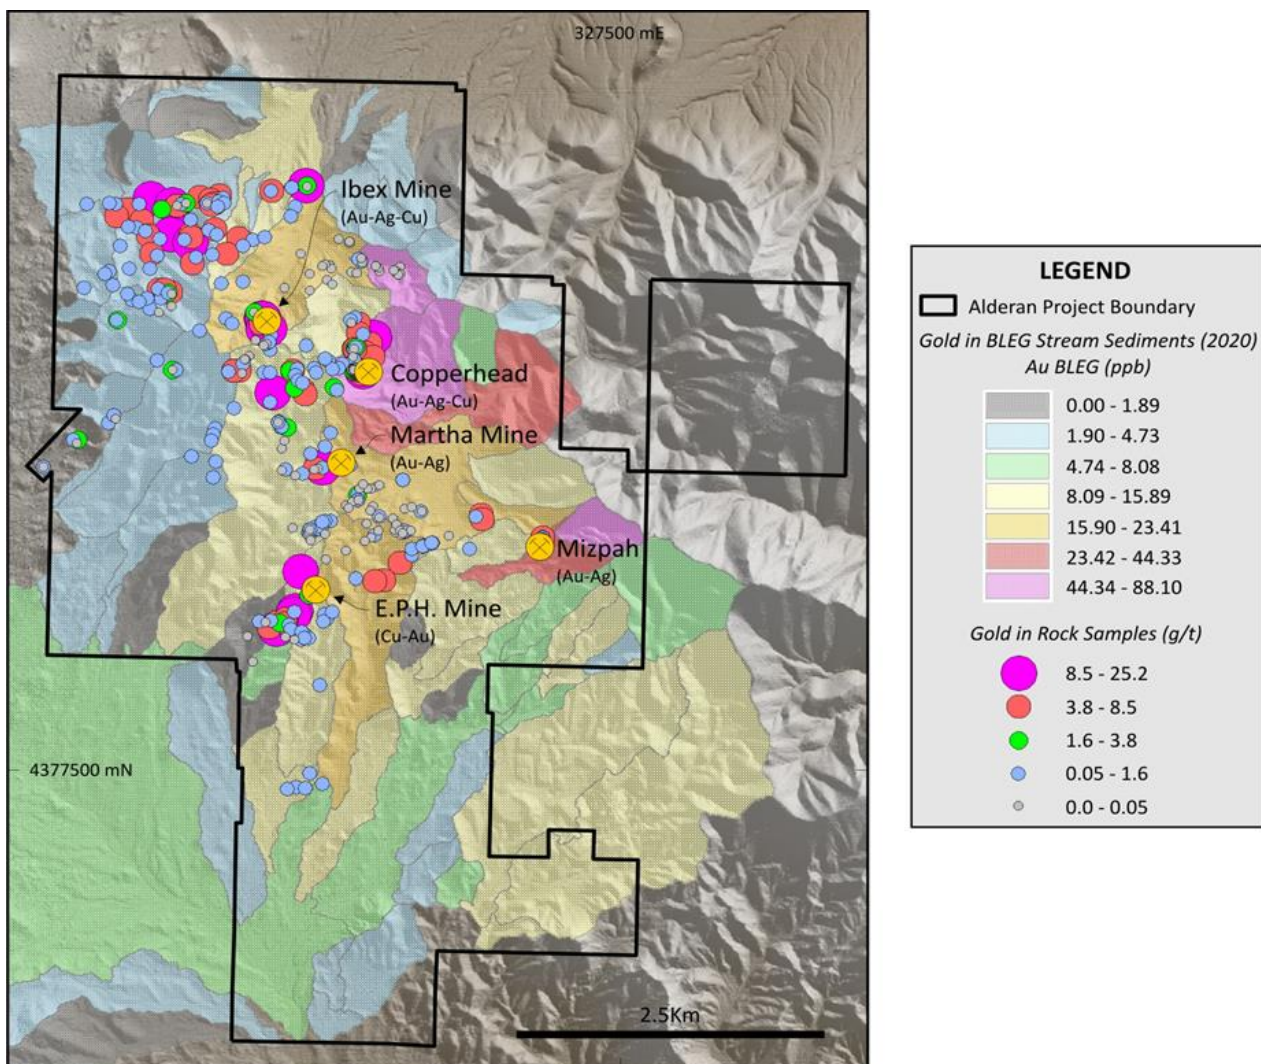 327500 mE
Ibex Mine
(Au-Ag-Cu)
Copperhead
(Au-Ag-Cu)
Martha Mine
(Au-Ag)
Mizpah
(Au-Ag)
E.P.H. Mine
(Cu-Au)
4377500 mN
2.5Km
LEGEND
Alderan Project Boundary
Gold in BLEG Stream Sediments (2020)
Au BLEG (ppb)
0.00 - 1.89
1.90 - 4.73
4.74 - 8.08
8.09 - 15.89
15.90 - 23.41
23.42 - 44.33
44.34 - 88.10
Gold in Rock Samples (g/t)
8.5 - 25.2
3.8 - 8.5
1.6 - 3.8
0.05 - 1.6
0.0 - 0.05